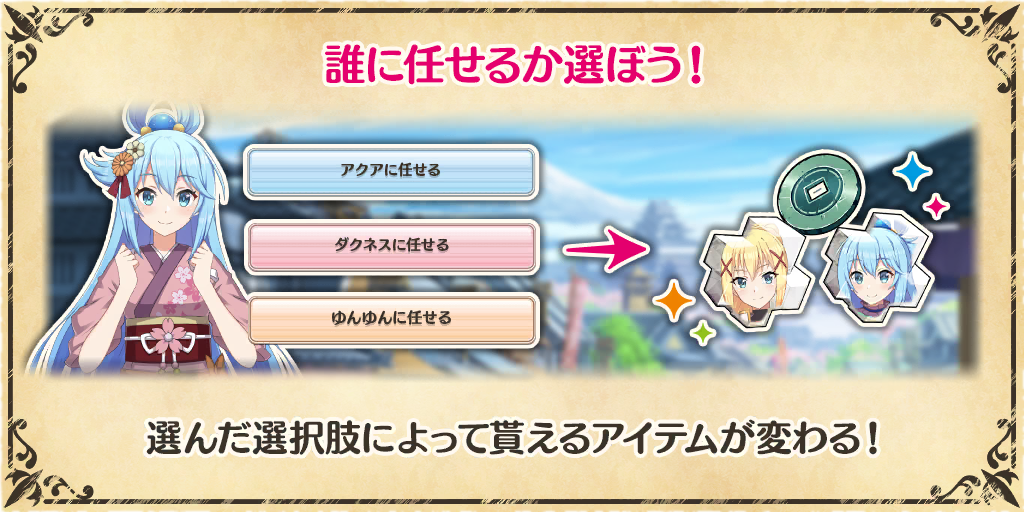 誰に任せるか選ぼう！
アクアに任せる
ダクネスに任せる
ゆんゆんに任せる
選んだ選択肢によって貰えるアイテムが変わる！